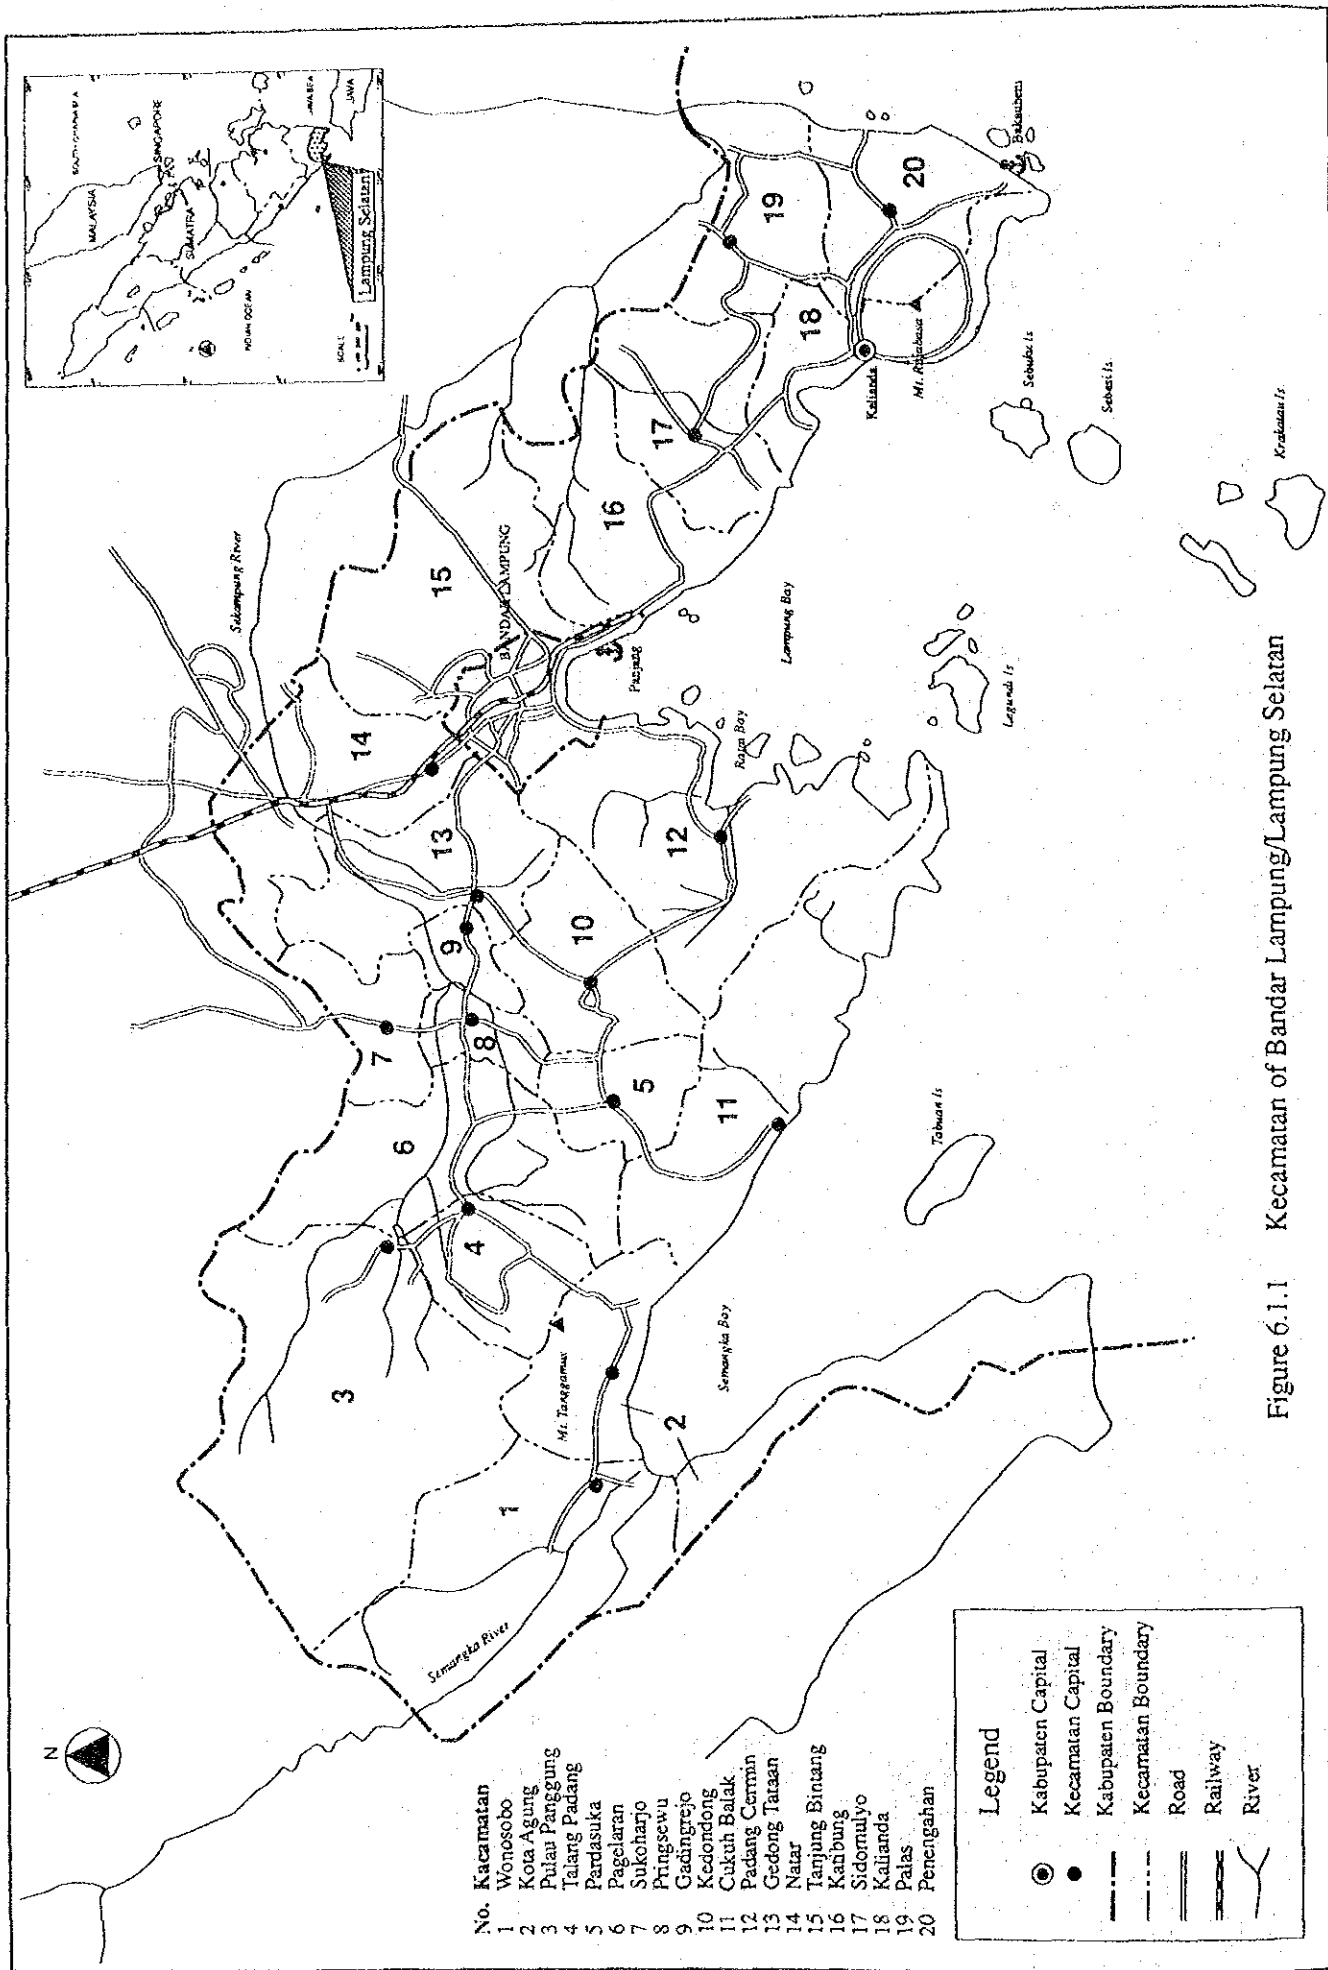 N
No. Kacamatan
1 Wonosobo
2 Kota Agung
3 Pulau Panggung
4 Talang Padang
5 Pardasuka
6 Pagelaran
7 Sukoharjo
8 Pringsewu
9 Gadingrejo
10 Kedondong
11 Cukuh Balak
12 Padang Cermin
13 Gedong Tataan
14 Natar
15 Tanjung Bintang
16 Katibung
17 Sidomulyo
18 Kalianda
19 Palas
20 Penengahan
Legend
Kabupaten Capital
Kecamatan Capital
Kabupaten Boundary
Kecamatan Boundary
Road
Railway
River
Semangka River
1
2
3
4
5
6
7
8
9
10
11
12
13
14
15
16
17
18
19
20
Mt. Tanggamus
Semangka Bay
Tabuan Is
Sekampung River
BANDAR LAMPUNG
Panjang
Ratai Bay
Lampung Bay
Legundi Is
Kalianda
Mt. Rajabasa
Bakauheni
Sebuku Is
Sebesi Is
Krakatau Is
SOUTH CHINA SEA
MALAYSIA
SINGAPORE
SUMATRA
INDIAN OCEAN
JAVA SEA
JAVA
N
SCALE
Lampung Selatan
Figure 6.1.1 Kecamatan of Bandar Lampung/Lampung Selatan